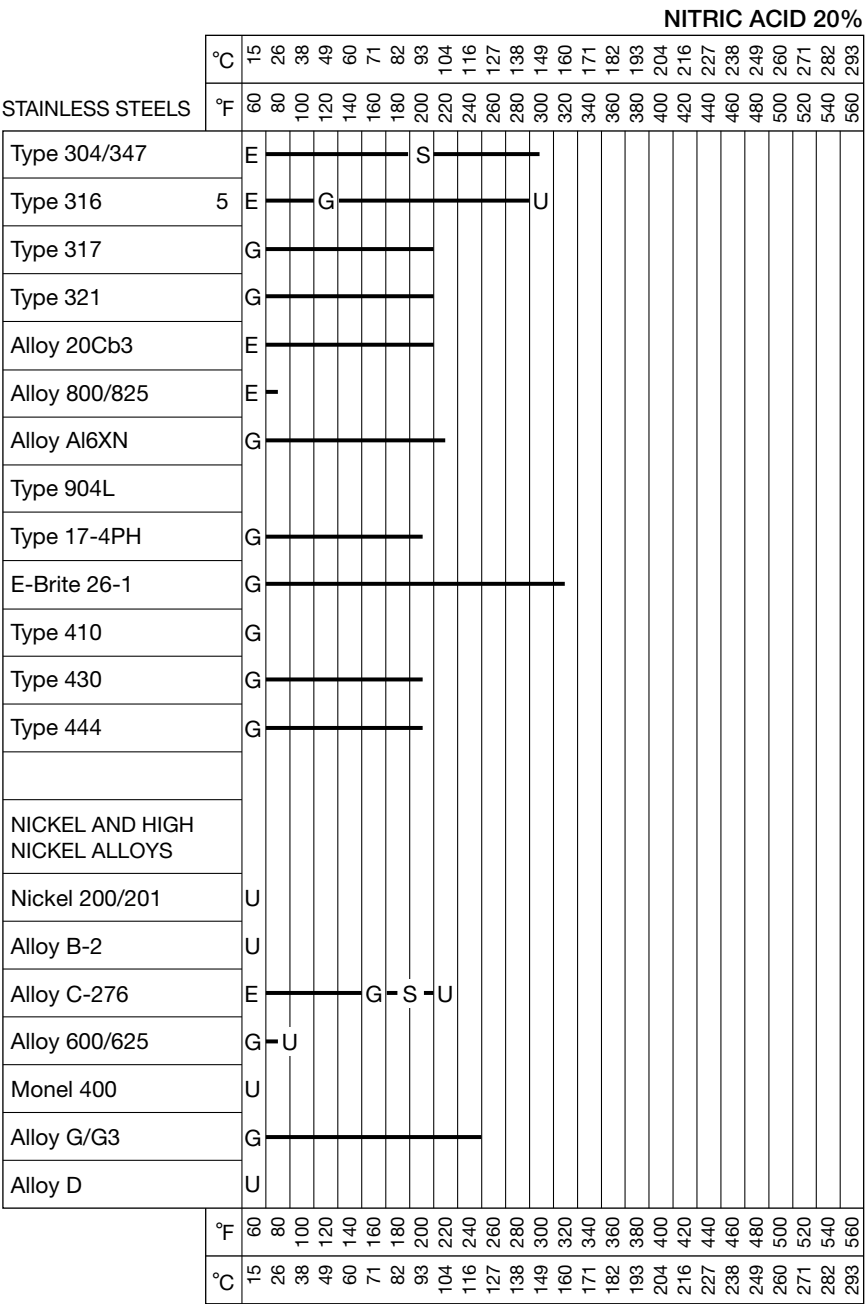 NITRIC ACID 20%
°C 15 26 38 49 60 71 82 93 104 116 127 138 149 160 171 182 193 204 216 227 238 249 260 271 282 293
STAINLESS STEELS °F 60 80 100 120 140 160 180 200 220 240 260 280 300 320 340 360 380 400 420 440 460 480 500 520 540 560
Type 304/347 E S
Type 316 5 E G U
Type 317 G
Type 321 G
Alloy 20Cb3 E
Alloy 800/825 E
Alloy Al6XN G
Type 904L
Type 17-4PH G
E-Brite 26-1 G
Type 410 G
Type 430 G
Type 444 G
NICKEL AND HIGH
NICKEL ALLOYS
Nickel 200/201 U
Alloy B-2 U
Alloy C-276 E G S U
Alloy 600/625 G U
Monel 400 U
Alloy G/G3 G
Alloy D U
°F 60 80 100 120 140 160 180 200 220 240 260 280 300 320 340 360 380 400 420 440 460 480 500 520 540 560
°C 15 26 38 49 60 71 82 93 104 116 127 138 149 160 171 182 193 204 216 227 238 249 260 271 282 293